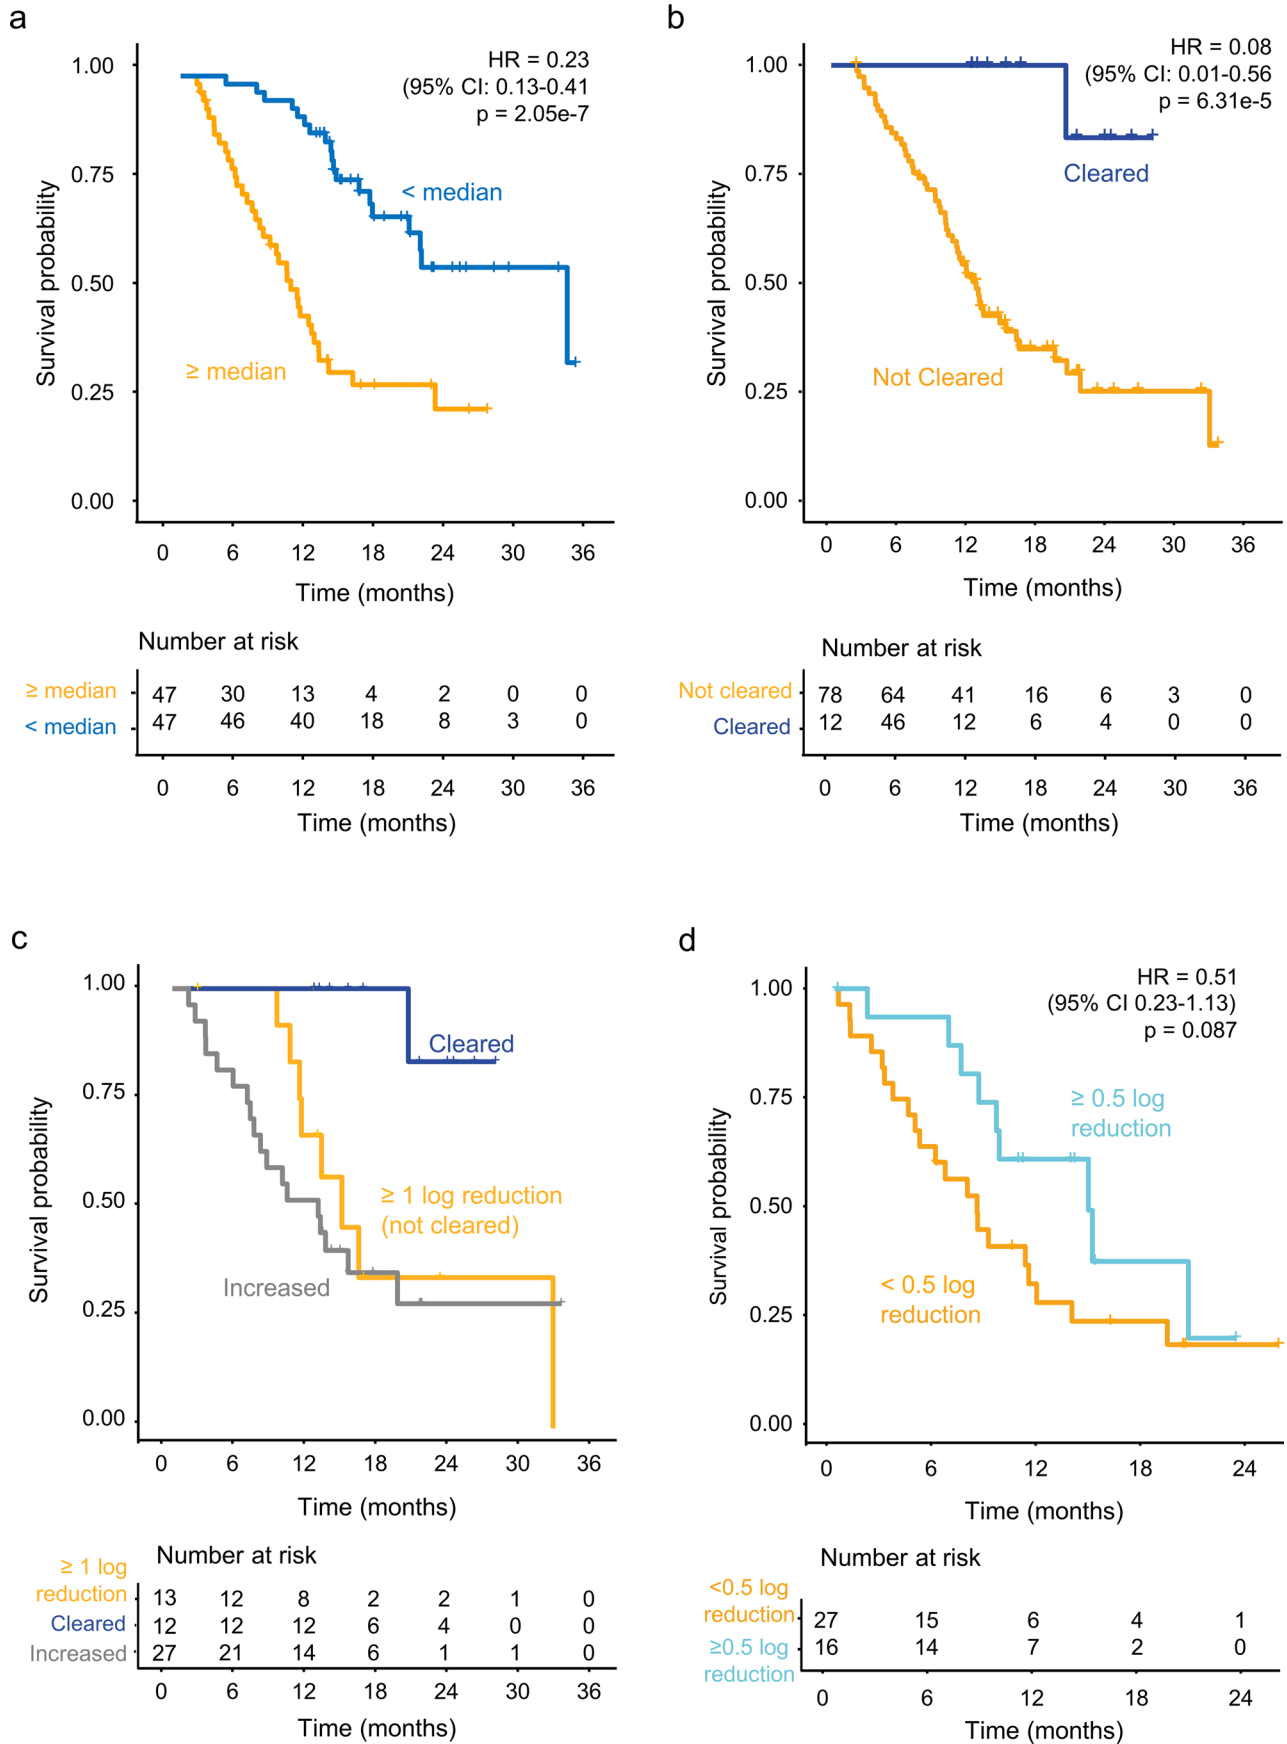 a
HR = 0.23
(95% CI: 0.13-0.41
p = 2.05e-7
1.00
0.75
0.50
0.25
0.00
Survival probability
< median
≥ median
0 6 12 18 24 30 36
Time (months)
Number at risk
≥ median 47 30 13 4 2 0 0
< median 47 46 40 18 8 3 0
0 6 12 18 24 30 36
Time (months)
b
HR = 0.08
(95% CI: 0.01-0.56
p = 6.31e-5
1.00
0.75
0.50
0.25
0.00
Survival probability
Cleared
Not Cleared
0 6 12 18 24 30 36
Time (months)
Number at risk
Not cleared 78 64 41 16 6 3 0
Cleared 12 46 12 6 4 0 0
0 6 12 18 24 30 36
Time (months)
c
1.00
0.75
0.50
0.25
0.00
Survival probability
Cleared
≥ 1 log reduction
(not cleared)
Increased
0 6 12 18 24 30 36
Time (months)
Number at risk
≥ 1 log
reduction 13 12 8 2 2 1 0
Cleared 12 12 12 6 4 0 0
Increased 27 21 14 6 1 1 0
0 6 12 18 24 30 36
Time (months)
d
HR = 0.51
(95% CI 0.23-1.13)
p = 0.087
1.00
0.75
0.50
0.25
0.00
Survival probability
≥ 0.5 log
reduction
< 0.5 log
reduction
0 6 12 18 24
Time (months)
Number at risk
<0.5 log
reduction 27 15 6 4 1
≥0.5 log 16 14 7 2 0
reduction
0 6 12 18 24
Time (months)